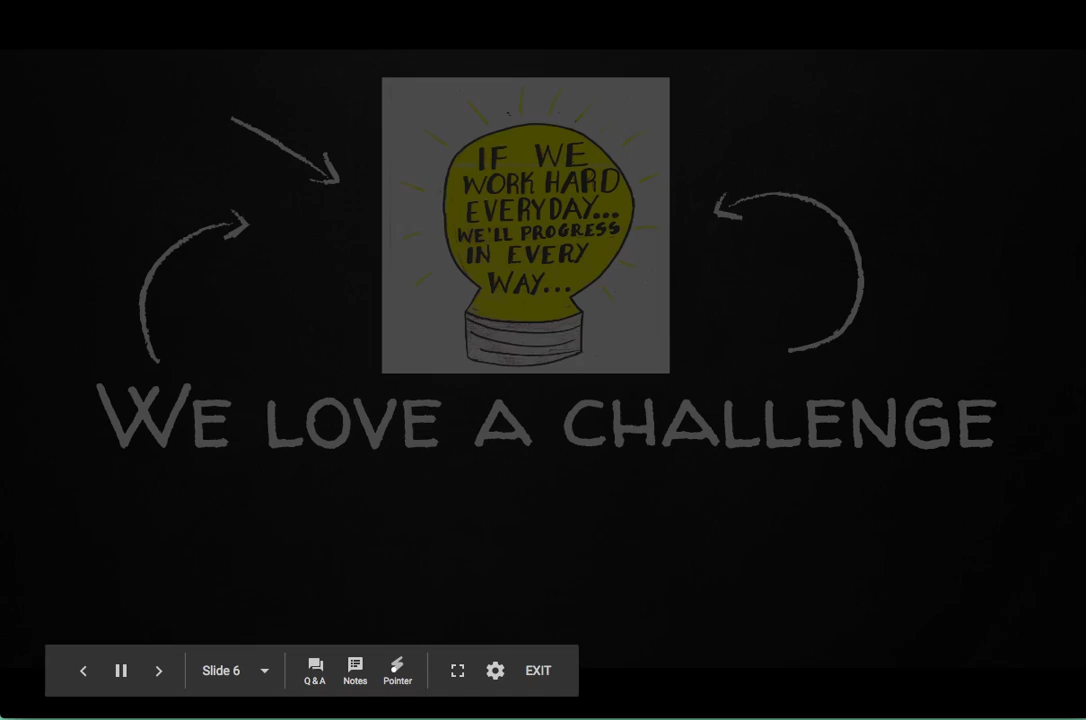 IF WE
WORK HARD
EVERYDAY...
WE'LL PROGRESS
IN EVERY
WAY...
WE LOVE A CHALLENGE
Slide 6
Q & A
Notes
Pointer
EXIT